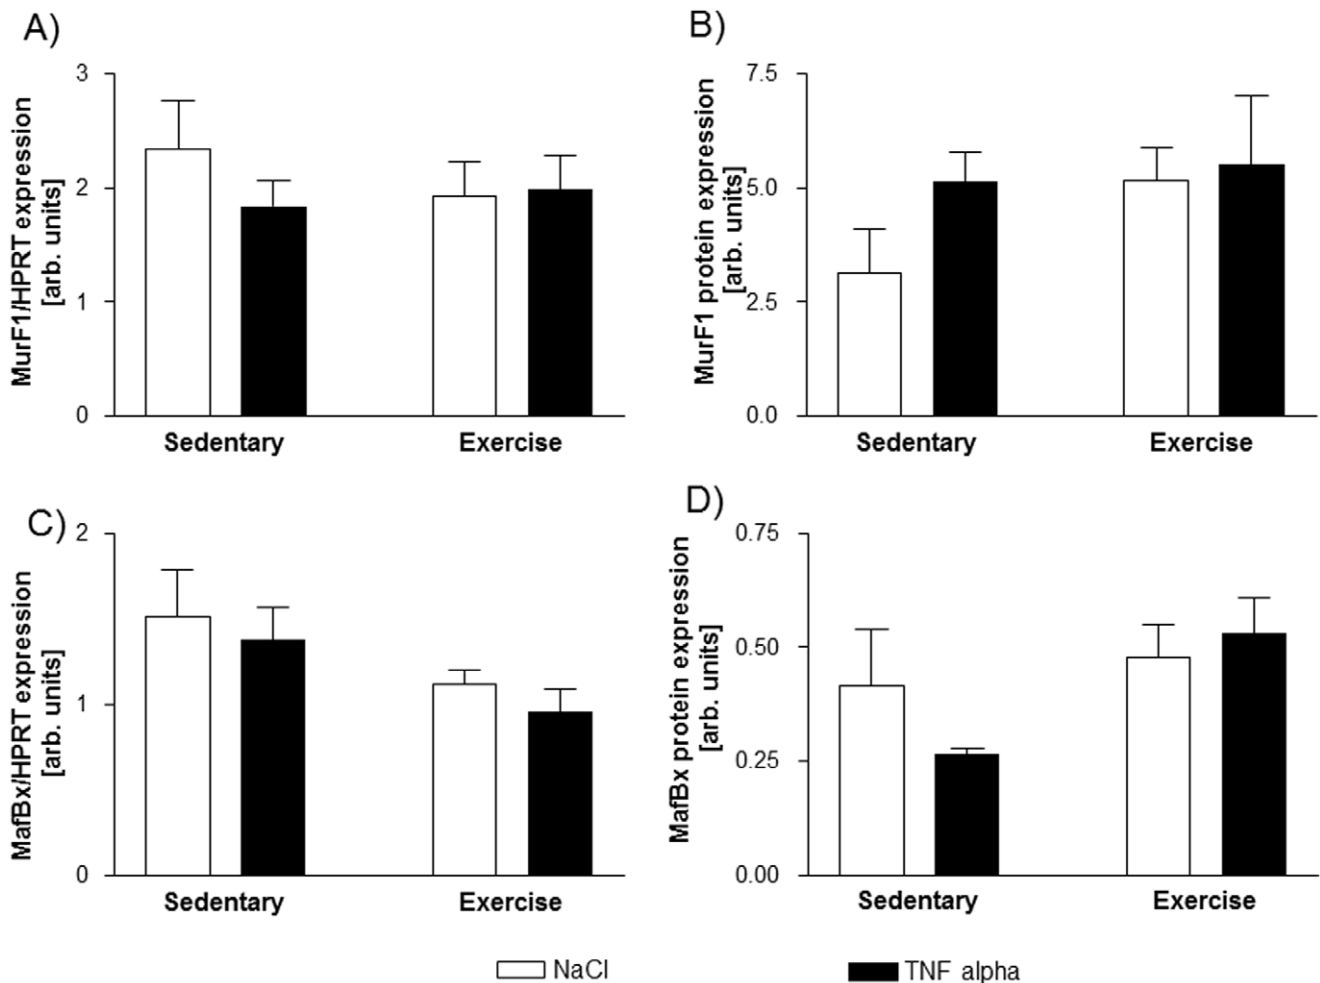 A)
MurF1/HPRT expression
[arb. units]
3
2
1
0
Sedentary Exercise
B)
MurF1 protein expression
[arb. units]
7.5
5.0
2.5
0.0
Sedentary Exercise
C)
MafBx/HPRT expression
[arb. units]
2
1
0
Sedentary Exercise
D)
MafBx protein expression
[arb. units]
0.75
0.50
0.25
0.00
Sedentary Exercise
NaCl TNF alpha